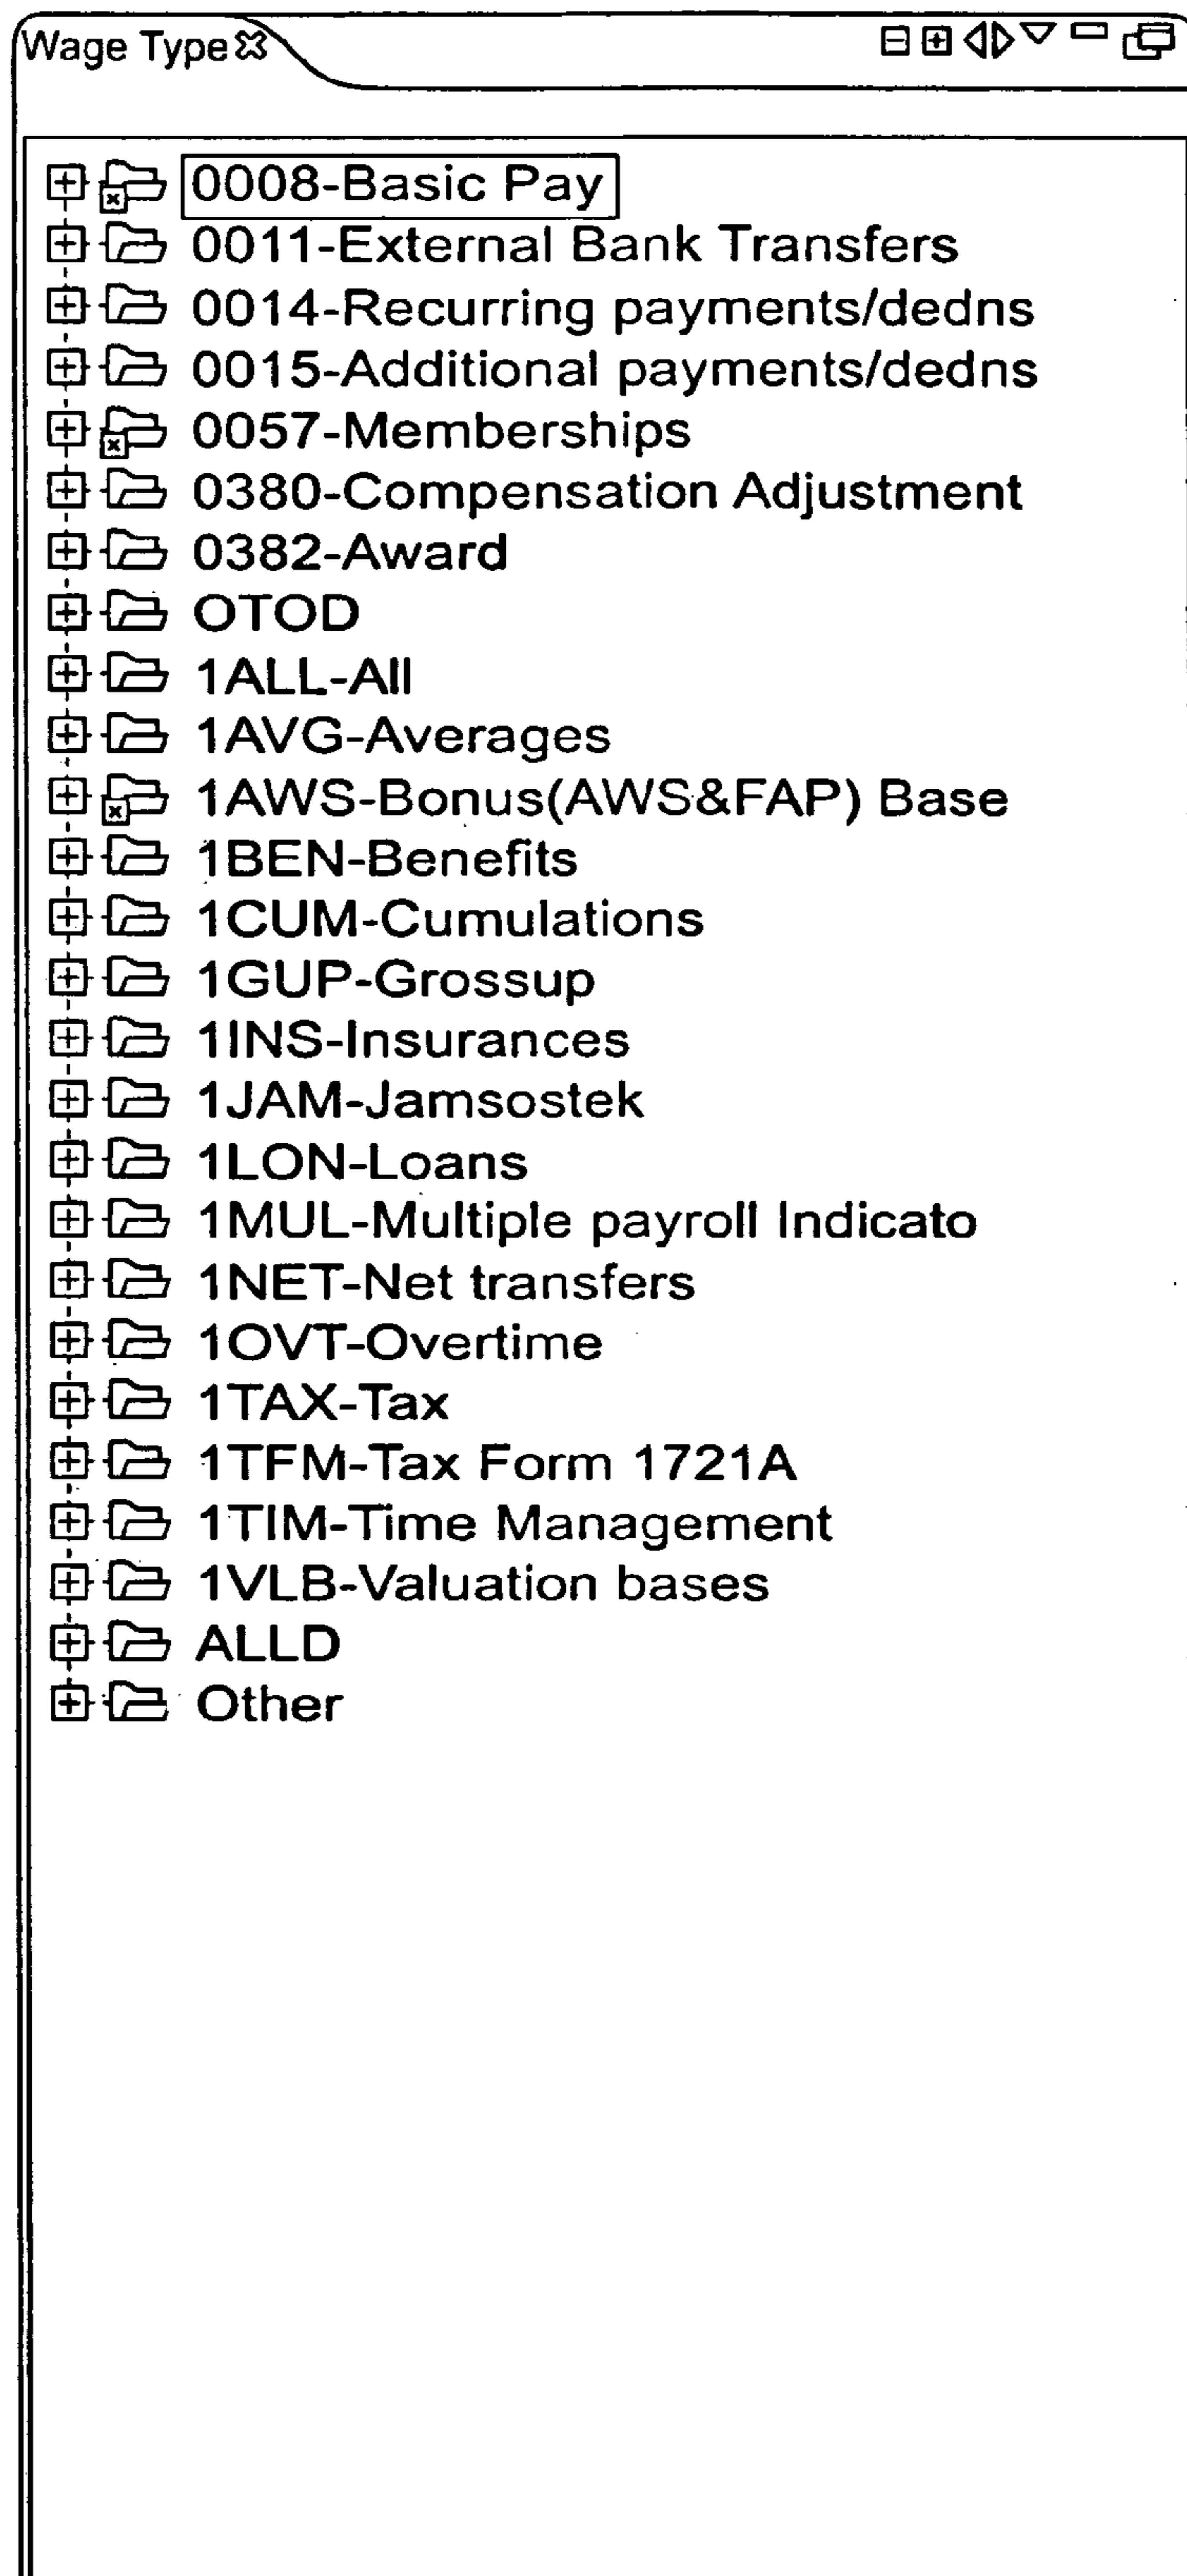 Wage Type
0008-Basic Pay
0011-External Bank Transfers
0014-Recurring payments/dedns
0015-Additional payments/dedns
0057-Memberships
0380-Compensation Adjustment
0382-Award
OTOD
1ALL-All
1AVG-Averages
1AWS-Bonus(AWS&FAP) Base
1BEN-Benefits
1CUM-Cumulations
1GUP-Grossup
1INS-Insurances
1JAM-Jamsostek
1LON-Loans
1MUL-Multiple payroll Indicato
1NET-Net transfers
1OVT-Overtime
1TAX-Tax
1TFM-Tax Form 1721A
1TIM-Time Management
1VLB-Valuation bases
ALLD
Other